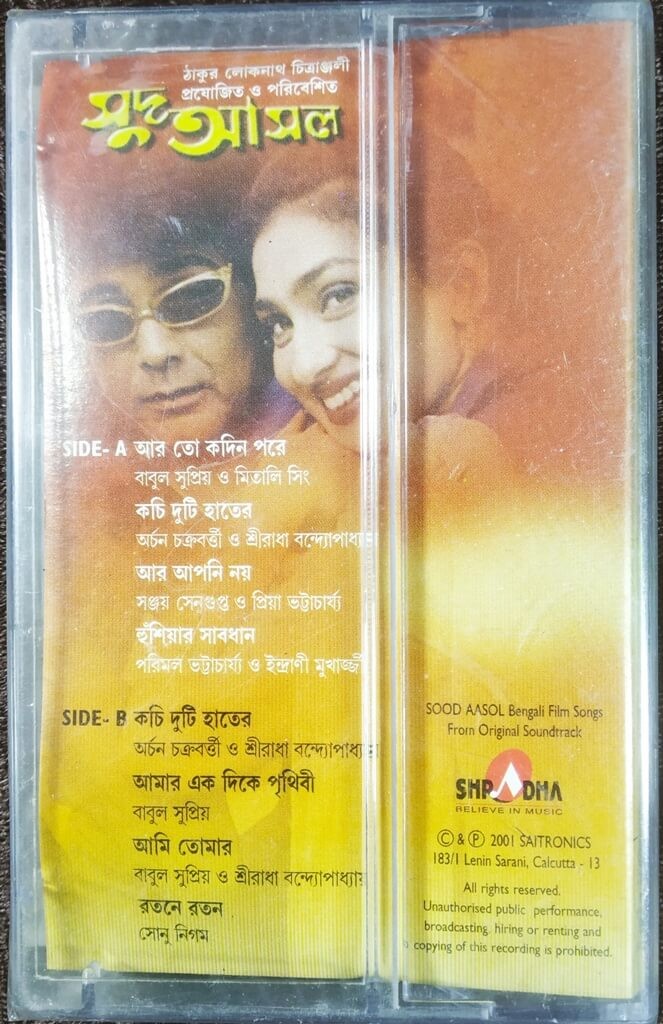 ঠাকুর লোকনাথ চিত্রাঞ্জলী
প্রযোজিত ও পরিবেশিত
সুদ আসল
SIDE- A আর তো কদিন পরে
বাবুল সুপ্রিয় ও মিতালি সিং
কচি দুটি হাতের
অর্চন চক্রবর্ত্তী ও শ্রীরাধা বন্দ্যোপাধ্যায়
আর আপনি নয়
সঞ্জয় সেনগুপ্ত ও প্রিয়া ভট্টাচার্য্য
হুঁশিয়ার সাবধান
পরিমল ভট্টাচার্য্য ও ইন্দ্রাণী মুখার্জ্জী
SIDE- B কচি দুটি হাতের
অর্চন চক্রবর্ত্তী ও শ্রীরাধা বন্দ্যোপাধ্যায়
আমার এক দিকে পৃথিবী
বাবুল সুপ্রিয়
আমি তোমার
বাবুল সুপ্রিয় ও শ্রীরাধা বন্দ্যোপাধ্যায়
রতনে রতন
সোনু নিগম
SOOD AASOL Bengali Film Songs
From Original Soundtrack
SHRADHA
BELIEVE IN MUSIC
© & ℗ 2001 SAITRONICS
183/1 Lenin Sarani, Calcutta - 13
All rights reserved.
Unauthorised public performance,
broadcasting, hiring or renting and
copying of this recording is prohibited.